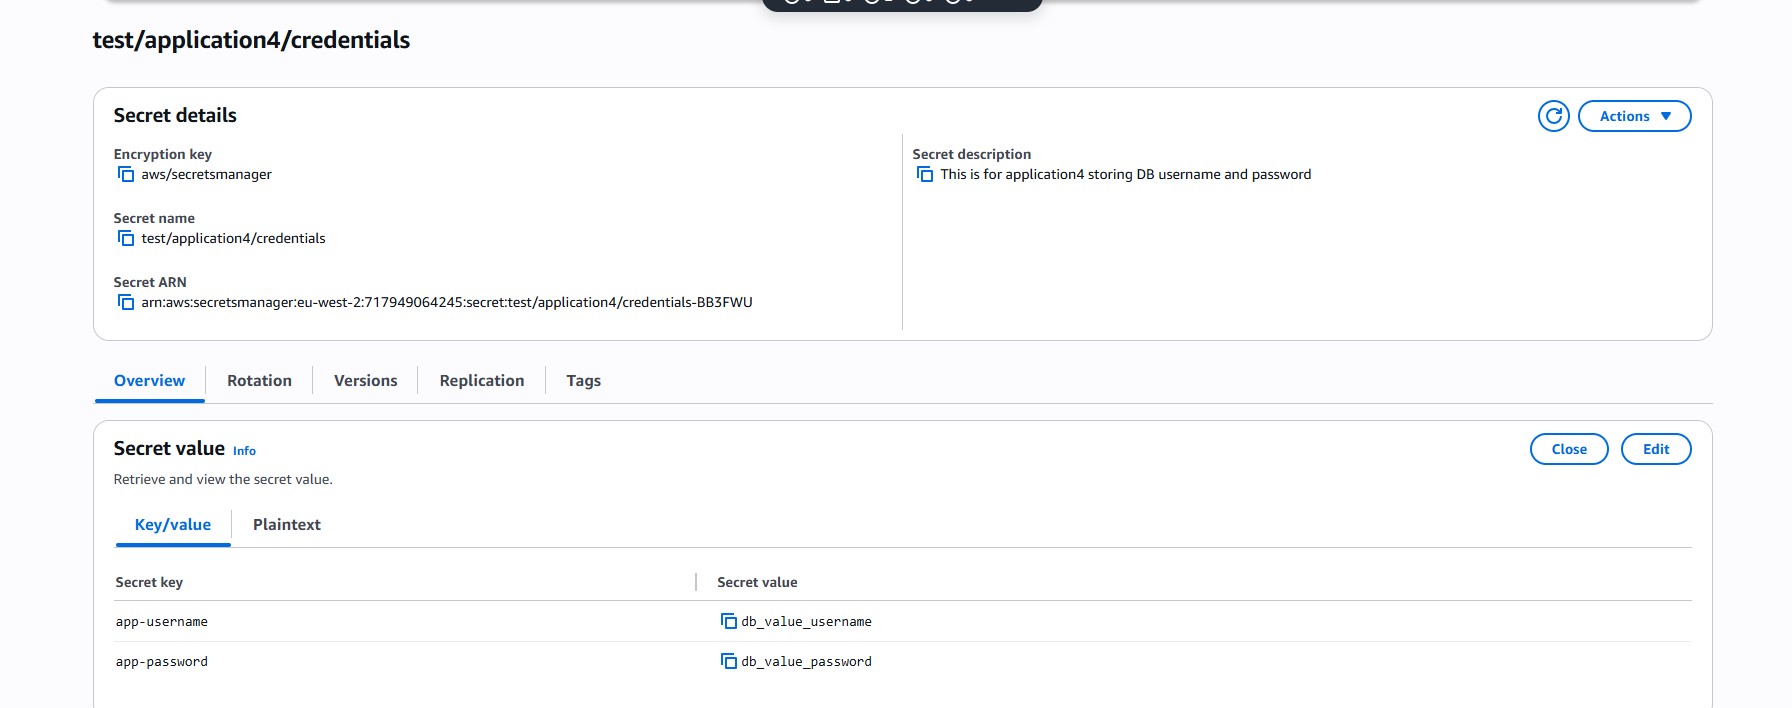 test/application4/credentials
Secret details
Actions
Encryption key
aws/secretsmanager
Secret description
This is for application4 storing DB username and password
Secret name
test/application4/credentials
Secret ARN
arn:aws:secretsmanager:eu-west-2:717949064245:secret:test/application4/credentials-BB3FWU
Overview
Rotation
Versions
Replication
Tags
Secret value Info
Close
Edit
Retrieve and view the secret value.
Key/value
Plaintext
Secret key
Secret value
app-username
db_value_username
app-password
db_value_password